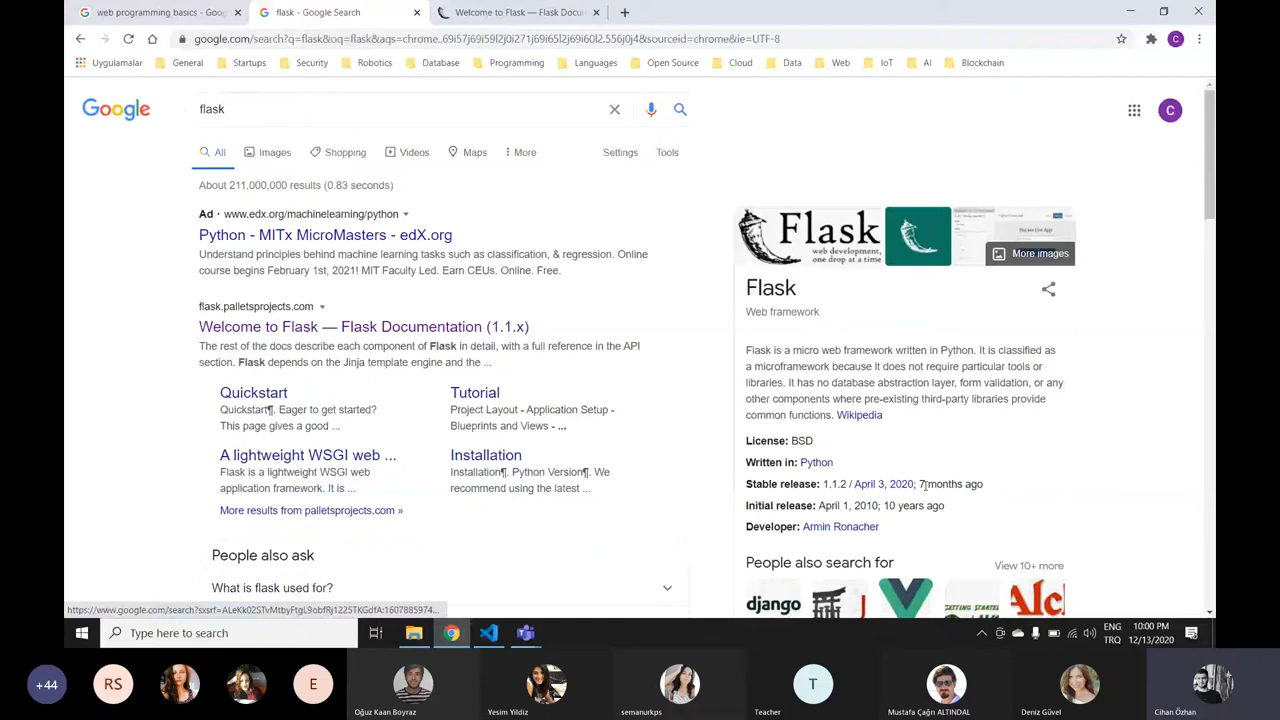 web programming basics - Goog
flask - Google Search
Welcome to Flask — Flask Docum
google.com/search?q=flask&oq=flask&aqs=chrome..69i57j69i59l2j0i271j69i65l2j69i60l2.556j0j4&sourceid=chrome&ie=UTF-8
Uygulamalar
General
Startups
Security
Robotics
Database
Programming
Languages
Open Source
Cloud
Data
Web
IoT
AI
Blockchain
Google
flask
C
All
Images
Shopping
Videos
Maps
More
Settings
Tools
About 211,000,000 results (0.83 seconds)
Ad · www.edx.org/machinelearning/python
Python - MITx MicroMasters - edX.org
Understand principles behind machine learning tasks such as classification, & regression. Online
course begins February 1st, 2021! MIT Faculty Led. Earn CEUs. Online. Free.
flask.palletsprojects.com
Welcome to Flask — Flask Documentation (1.1.x)
The rest of the docs describe each component of Flask in detail, with a full reference in the API
section. Flask depends on the Jinja template engine and the ...
Quickstart
Quickstart¶. Eager to get started?
This page gives a good ...
Tutorial
Project Layout - Application Setup -
Blueprints and Views - ...
A lightweight WSGI web ...
Flask is a lightweight WSGI web
application framework. It is ...
Installation
Installation¶. Python Version¶. We
recommend using the latest ...
More results from palletsprojects.com »
People also ask
What is flask used for?
Flask
web development,
one drop at a time
More images
Flask
Web framework
Flask is a micro web framework written in Python. It is classified
as a microframework because it does not require particular tools or
libraries. It has no database abstraction layer, form validation, or any
other components where pre-existing third-party libraries provide
common functions. Wikipedia
License: BSD
Written in: Python
Stable release: 1.1.2 / April 3, 2020; 7 months ago
Initial release: April 1, 2010; 10 years ago
Developer: Armin Ronacher
People also search for
View 10+ more
django
https://www.google.com/search?sxsrf=ALeKk02STvMtbyFtgL9obfRj1225TKGdfA:1607885974...
Type here to search
ENG
TRQ
10:00 PM
12/13/2020
+44
RS
E
T
Oğuz Kaan Boyraz
Yesim Yildiz
semanurkps
Teacher
Mustafa Çağrı ALTINDAL
Deniz Güvel
Cihan Özhan